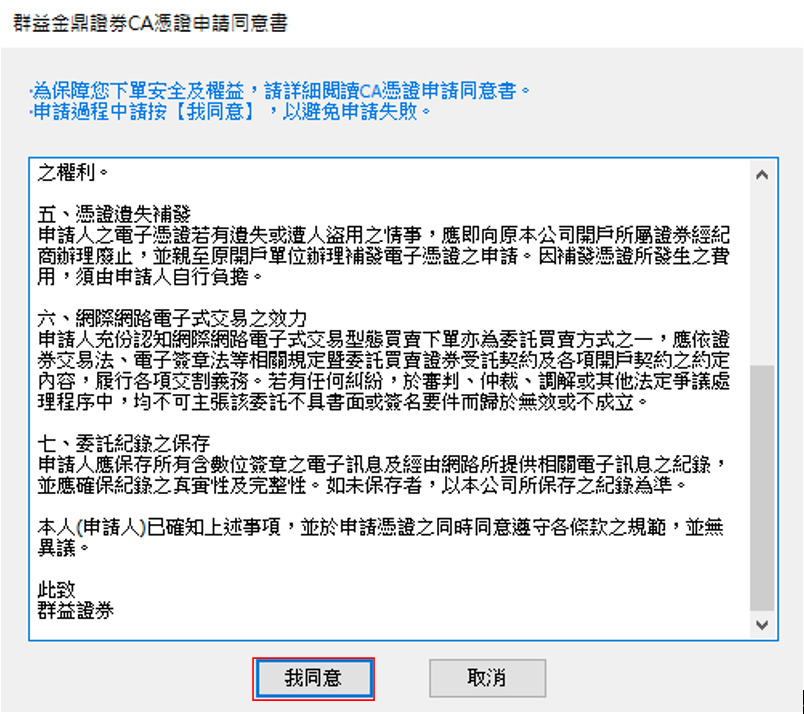 群益金鼎證券CA憑證申請同意書
·為保障您下單安全及權益，請詳細閱讀CA憑證申請同意書。
·申請過程中請按【我同意】，以避免申請失敗。
之權利。
五、憑證遺失補發
申請人之電子憑證若有遺失或遭人盜用之情事，應即向原本公司開戶所屬證券經紀
商辦理廢止，並親至原開戶單位辦理補發電子憑證之申請。因補發憑證所發生之費
用，須由申請人自行負擔。
六、網際網路電子式交易之效力
申請人充份認知網際網路電子式交易型態買賣下單亦為委託買賣方式之一，應依證
券交易法、電子簽章法等相關規定暨委託買賣證券受託契約及各項開戶契約之約定
內容，履行各項交割義務。若有任何糾紛，於審判、仲裁、調解或其他法定爭議處
理程序中，均不可主張該委託不具書面或簽名要件而歸於無效或不成立。
七、委託紀錄之保存
申請人應保存所有含數位簽章之電子訊息及經由網路所提供相關電子訊息之紀錄，
並應確保紀錄之真實性及完整性。如未保存者，以本公司所保存之紀錄為準。
本人(申請人)已確知上述事項，並於申請憑證之同時同意遵守各條款之規範，並無
異議。
此致
群益證券
我同意
取消